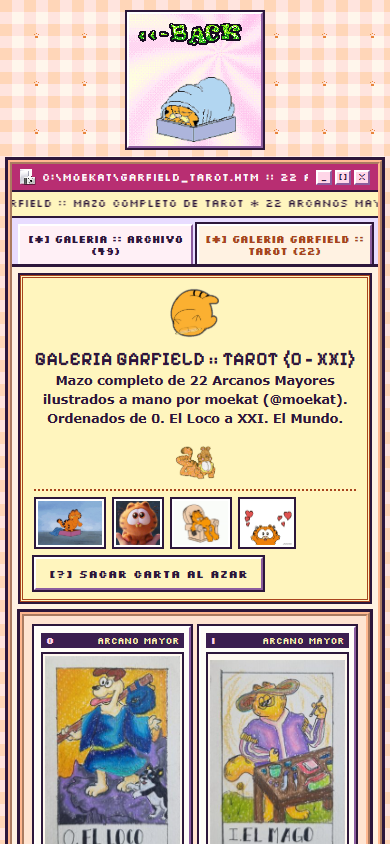 <<-BACK
O:\MOEKAT\GARFIELD_TAROT.HTM :: 22
RFIELD :: MAZO COMPLETO DE TAROT * 22 ARCANOS MAY
[*] GALERIA :: ARCHIVO (49)
[*] GALERIA GARFIELD :: TAROT (22)
GALERIA GARFIELD :: TAROT {0 - XXI}
Mazo completo de 22 Arcanos Mayores
ilustrados a mano por moekat (@moekat).
Ordenados de 0. El Loco a XXI. El Mundo.
[?] SACAR CARTA AL AZAR
0 ARCANO MAYOR
I ARCANO MAYOR
0. EL LOCO
I. EL MAGO